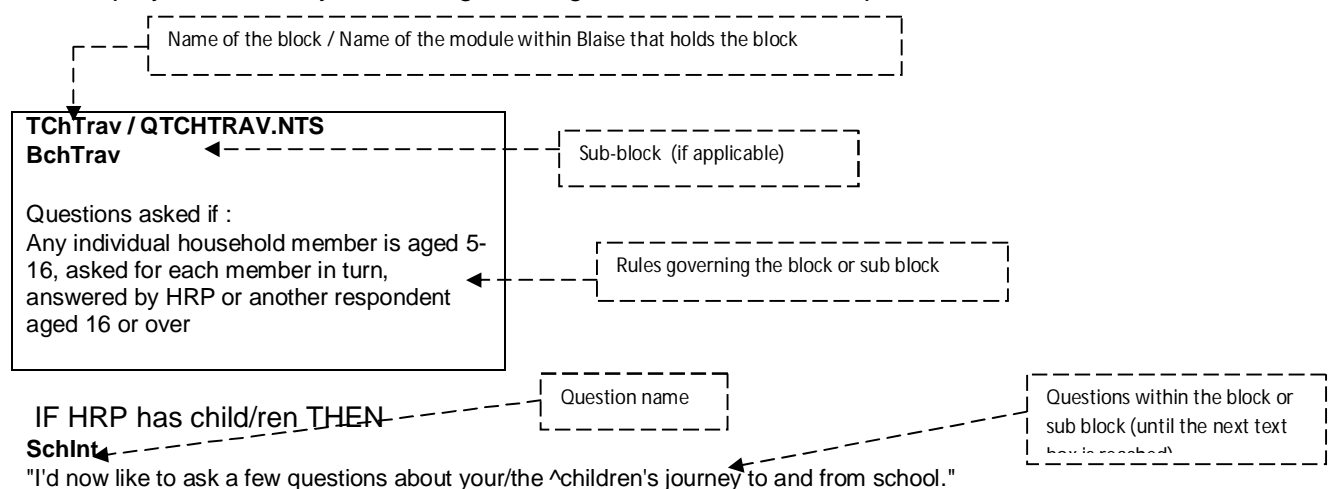 Name of the block / Name of the module within Blaise that holds the block
TChTrav / QTCHTRAV.NTS
BchTrav
Sub-block (if applicable)
Questions asked if :
Any individual household member is aged 5-
16, asked for each member in turn,
answered by HRP or another respondent
aged 16 or over
Rules governing the block or sub block
IF HRP has child/ren THEN
Question name
Questions within the block or
sub block (until the next text
SchInt
"I'd now like to ask a few questions about your/the ^children's journey to and from school."